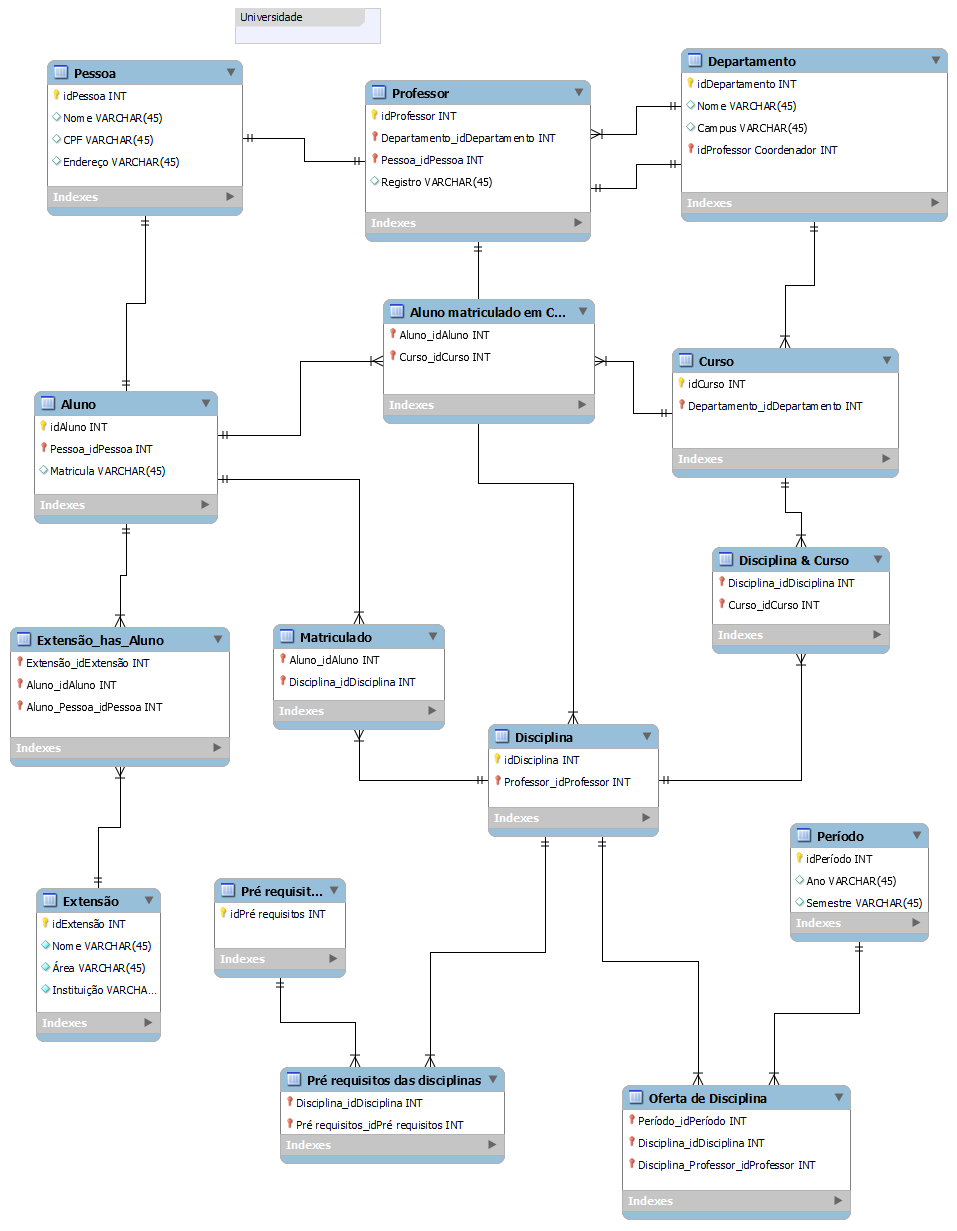 Universidade
Pessoa
idPessoa INT
Nome VARCHAR(45)
CPF VARCHAR(45)
Endereço VARCHAR(45)
Indexes
Professor
idProfessor INT
Departamento_idDepartamento INT
Pessoa_idPessoa INT
Registro VARCHAR(45)
Indexes
Departamento
idDepartamento INT
Nome VARCHAR(45)
Campus VARCHAR(45)
idProfessor Coordenador INT
Indexes
Aluno matriculado em C...
Aluno_idAluno INT
Curso_idCurso INT
Indexes
Curso
idCurso INT
Departamento_idDepartamento INT
Indexes
Aluno
idAluno INT
Pessoa_idPessoa INT
Matricula VARCHAR(45)
Indexes
Disciplina & Curso
Disciplina_idDisciplina INT
Curso_idCurso INT
Indexes
Extensão_has_Aluno
Extensão_idExtensão INT
Aluno_idAluno INT
Aluno_Pessoa_idPessoa INT
Indexes
Matriculado
Aluno_idAluno INT
Disciplina_idDisciplina INT
Indexes
Disciplina
idDisciplina INT
Professor_idProfessor INT
Indexes
Período
idPeríodo INT
Ano VARCHAR(45)
Semestre VARCHAR(45)
Indexes
Extensão
idExtensão INT
Nome VARCHAR(45)
Área VARCHAR(45)
Instituição VARCHA...
Indexes
Pré requisit...
idPré requisitos INT
Indexes
Pré requisitos das disciplinas
Disciplina_idDisciplina INT
Pré requisitos_idPré requisitos INT
Indexes
Oferta de Disciplina
Período_idPeríodo INT
Disciplina_idDisciplina INT
Disciplina_Professor_idProfessor INT
Indexes